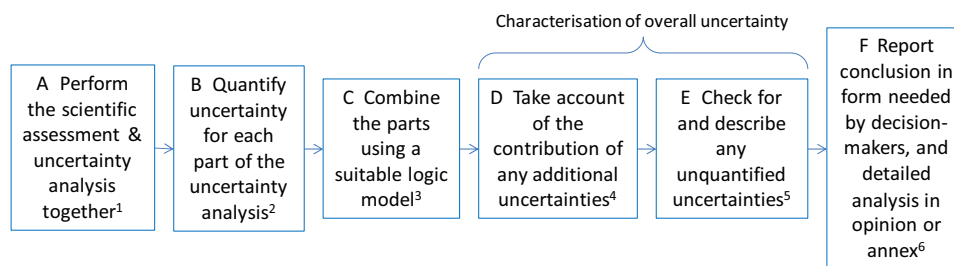 Characterisation of overall uncertainty
A Perform
the scientific
assessment &
uncertainty
analysis
together¹
B Quantify
uncertainty
for each
part of the
uncertainty
analysis²
C Combine
the parts
using a
suitable logic
model³
D Take account
of the
contribution of
any additional
uncertainties⁴
E Check for
and describe
any
unquantified
uncertainties⁵
F Report
conclusion in
form needed
by decision-
makers, and
detailed
analysis in
opinion or
annex⁶